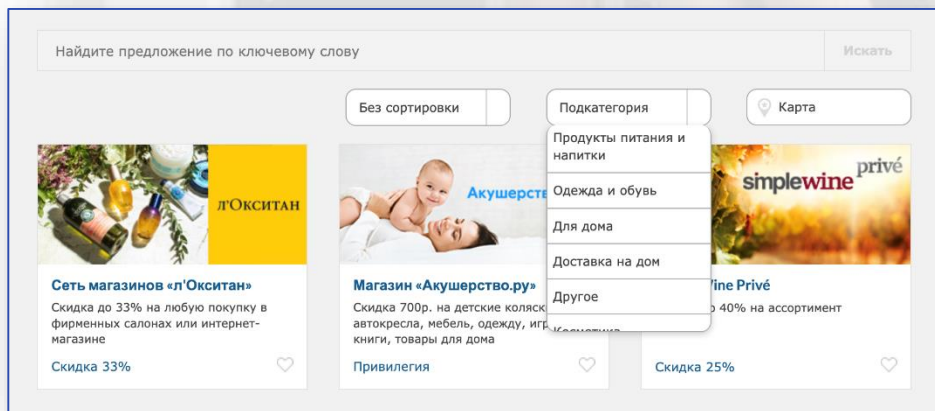 Найдите предложение по ключевому слову
Искать
Без сортировки
Подкатегория
Карта
Продукты питания и
напитки
Одежда и обувь
Для дома
Доставка на дом
Другое
Косметика
Л'ОКСИТАН
Акушерств
simplewine privé
Сеть магазинов «л'Окситан»
Скидка до 33% на любую покупку в
фирменных салонах или интернет-
магазине
Скидка 33%
Магазин «Акушерство.ру»
Скидка 700р. на детские коляск
автокресла, мебель, одежду, игр
книги, товары для дома
Привилегия
ine Privé
40% на ассортимент
Скидка 25%